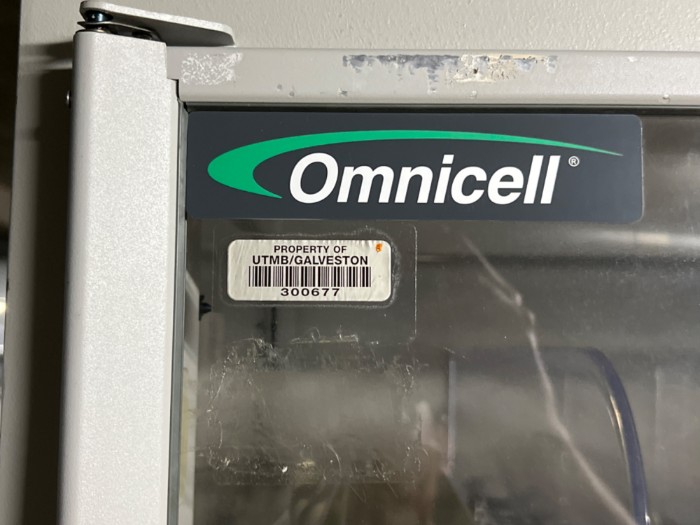 Omnicell®
PROPERTY OF
UTMB/GALVESTON
300677